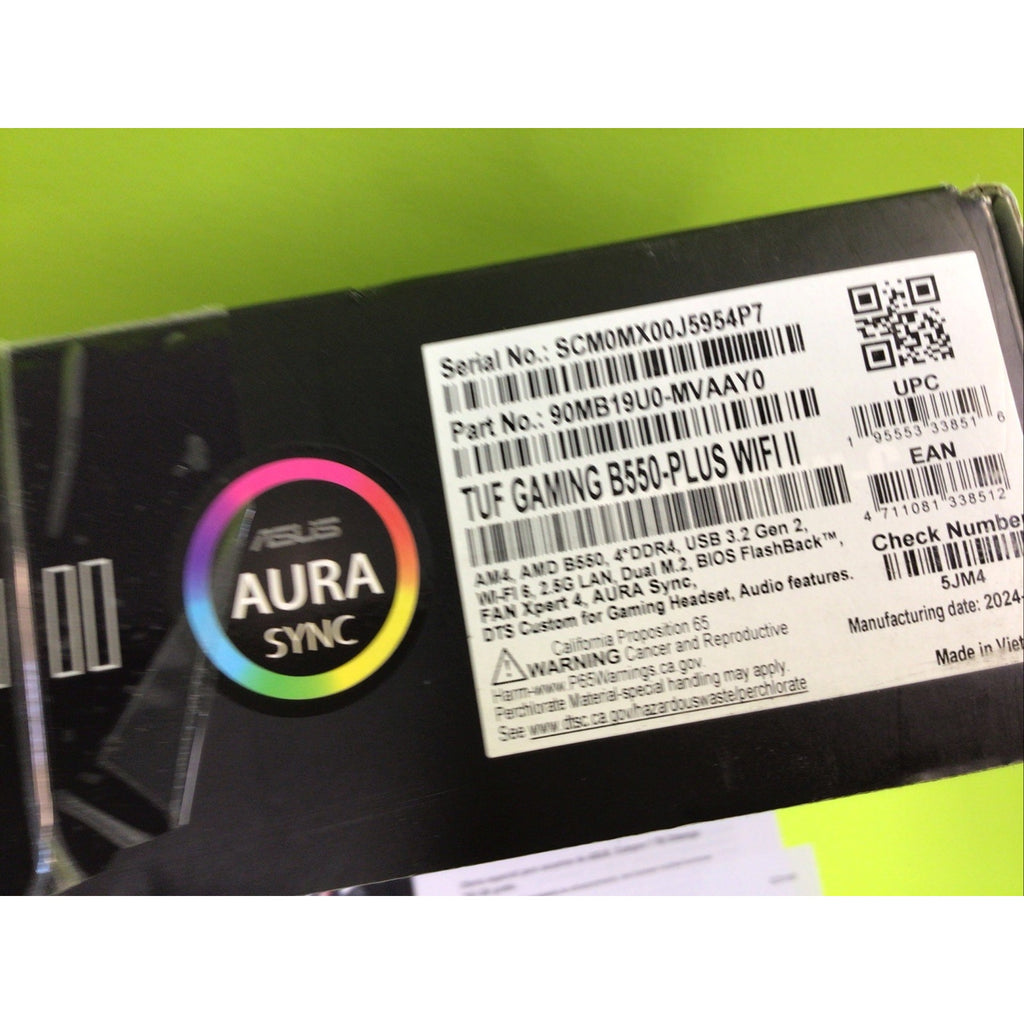 ASUS
AURA
SYNC
Serial No.: SCM0MX00J5954P7
Part No.: 90MB19U0-MVAAY0
TUF GAMING B550-PLUS WIFI II
AM4, AMD B550, 4*DDR4, USB 3.2 Gen 2,
WI-FI 6, 2.5G LAN, Dual M.2, BIOS FlashBack™,
FAN Xpert 4, AURA Sync,
DTS Custom for Gaming Headset, Audio features.
California Proposition 65
WARNING Cancer and Reproductive
Harm-www.P65Warnings.ca.gov.
Perchlorate Material-special handling may apply.
See www.dtsc.ca.gov/hazardouswaste/perchlorate
UPC
1 95553 33851 6
EAN
4 711081 338512
Check Number
5JM4
Manufacturing date: 2024-
Made in Viet